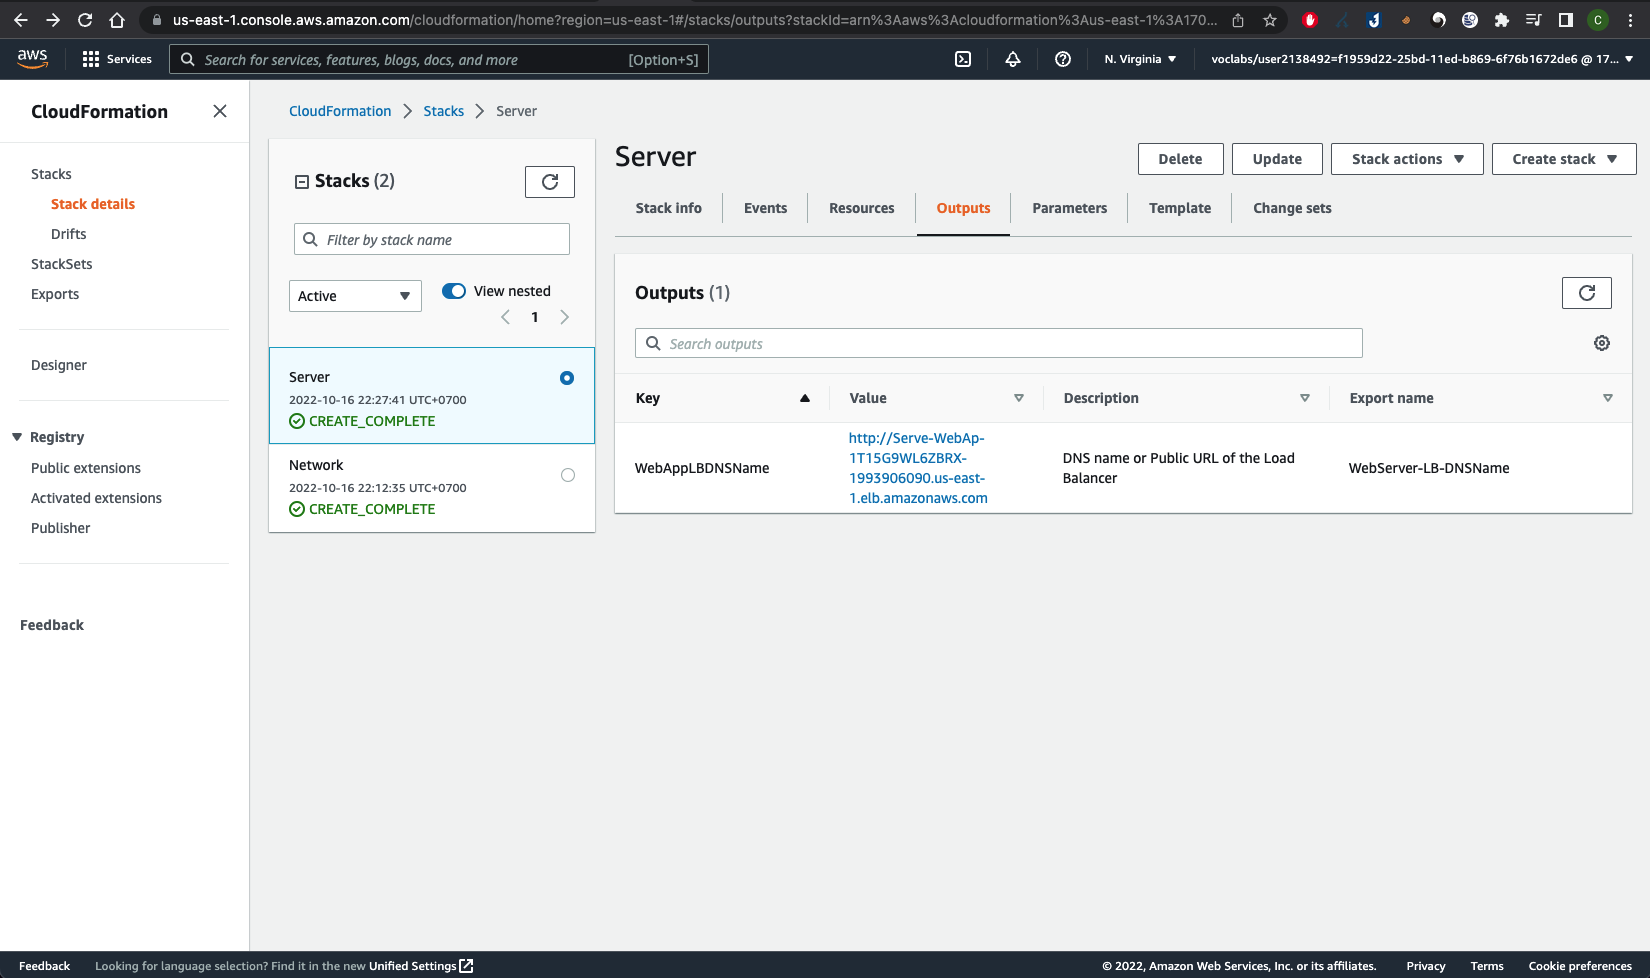 us-east-1.console.aws.amazon.com/cloudformation/home?region=us-east-1#/stacks/outputs?stackId=arn%3Aaws%3Acloudformation%3Aus-east-1%3A170...
C
aws
Services
Search for services, features, blogs, docs, and more
[Option+S]
N. Virginia
voclabs/user2138492=f1959d22-25bd-11ed-b869-6f76b1672de6 @ 17...
CloudFormation
Stacks
Stack details
Drifts
StackSets
Exports
Designer
Registry
Public extensions
Activated extensions
Publisher
Feedback
CloudFormation
Stacks
Server
Stacks (2)
Filter by stack name
Active
View nested
1
Server
2022-10-16 22:27:41 UTC+0700
CREATE_COMPLETE
Network
2022-10-16 22:12:35 UTC+0700
CREATE_COMPLETE
Server
Delete
Update
Stack actions
Create stack
Stack info
Events
Resources
Outputs
Parameters
Template
Change sets
Outputs (1)
Search outputs
Key
Value
Description
Export name
WebAppLBDNSName
http://Serve-WebAp-
1T15G9WL6ZBRX-
1993906090.us-east-
1.elb.amazonaws.com
DNS name or Public URL of the Load
Balancer
WebServer-LB-DNSName
Feedback
Looking for language selection? Find it in the new Unified Settings
© 2022, Amazon Web Services, Inc. or its affiliates.
Privacy
Terms
Cookie preferences